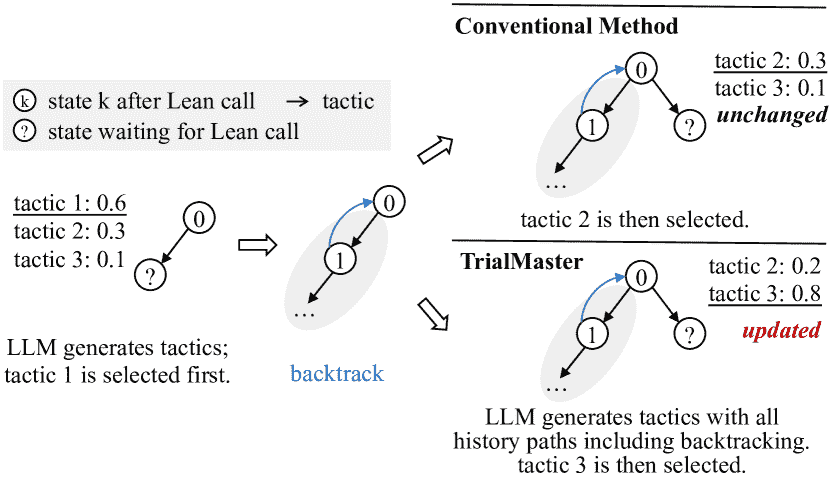 Conventional Method
k state k after Lean call → tactic
? state waiting for Lean call
0
1
?
...
tactic 2: 0.3
tactic 3: 0.1
unchanged
tactic 2 is then selected.
tactic 1: 0.6
tactic 2: 0.3
tactic 3: 0.1
0
?
LLM generates tactics;
tactic 1 is selected first.
0
1
...
backtrack
TrialMaster
0
1
?
...
tactic 2: 0.2
tactic 3: 0.8
updated
LLM generates tactics with all
history paths including backtracking.
tactic 3 is then selected.